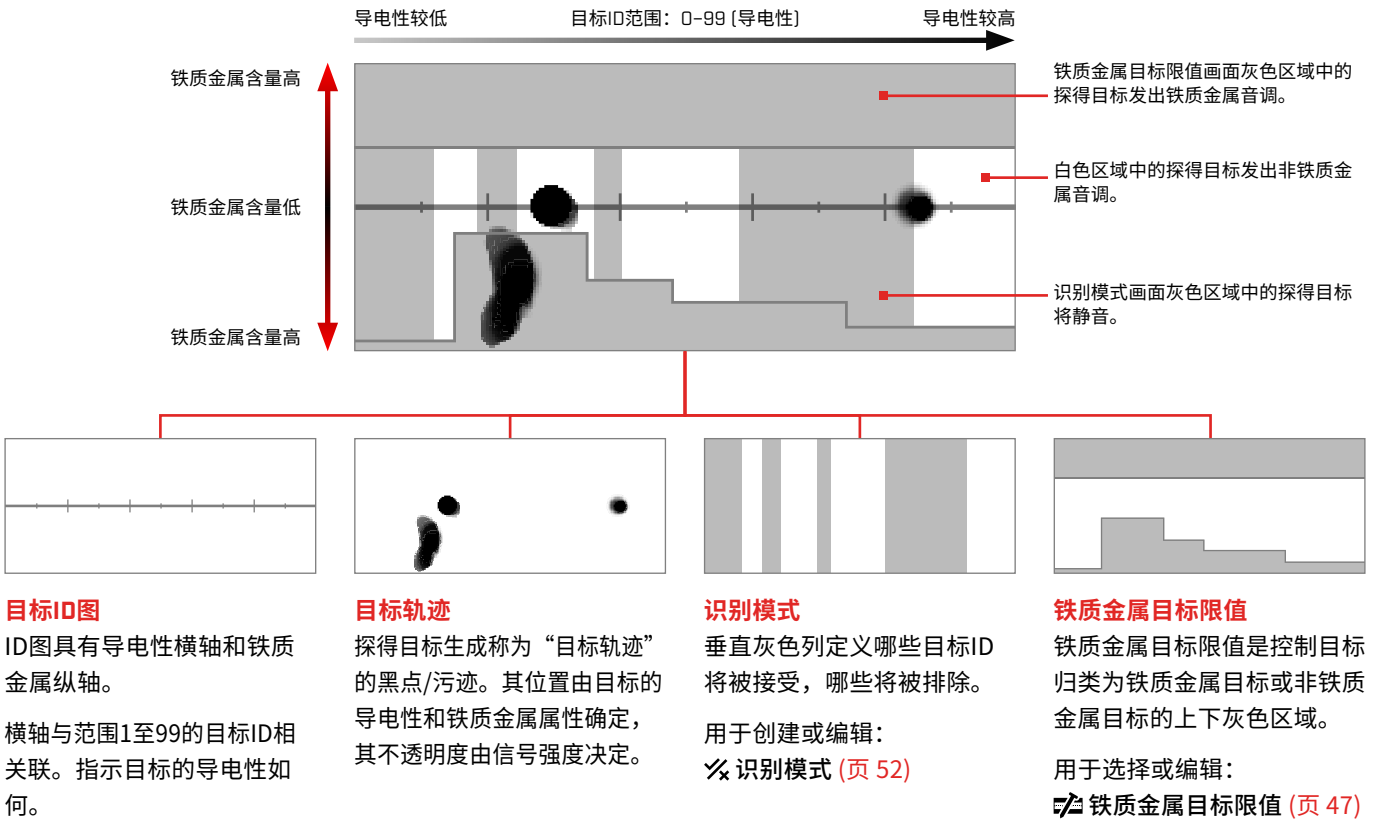 导电性较低
目标ID范围：0–99 (导电性)
导电性较高
铁质金属含量高
铁质金属含量低
铁质金属含量高
铁质金属目标限值画面灰色区域中的
探得目标发出铁质金属音调。
白色区域中的探得目标发出非铁质金
属音调。
识别模式画面灰色区域中的探得目标
将静音。
目标ID图
ID图具有导电性横轴和铁质
金属纵轴。
横轴与范围1至99的目标ID相
关联。指示目标的导电性如
何。
目标轨迹
探得目标生成称为“目标轨迹”
的黑点/污迹。其位置由目标的
导电性和铁质金属属性确定，
其不透明度由信号强度决定。
识别模式
垂直灰色列定义哪些目标ID
将被接受，哪些将被排除。
用于创建或编辑：
识别模式 (页 52)
铁质金属目标限值
铁质金属目标限值是控制目标
归类为铁质金属目标或非铁质
金属目标的上下灰色区域。
用于选择或编辑：
铁质金属目标限值 (页 47)